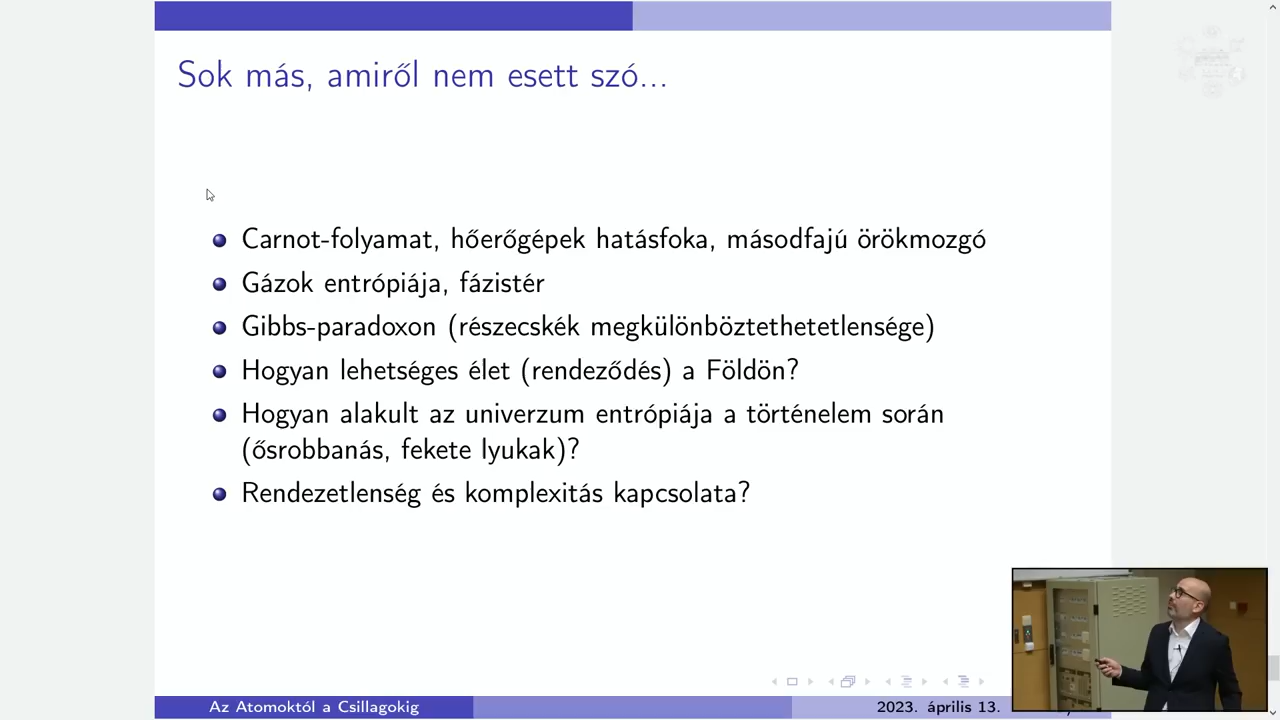 Sok más, amiről nem esett szó...
Carnot-folyamat, hőerőgépek hatásfoka, másodfajú örökmozgó
Gázok entrópiája, fázistér
Gibbs-paradoxon (részecskék megkülönböztethetetlensége)
Hogyan lehetséges élet (rendeződés) a Földön?
Hogyan alakult az univerzum entrópiája a történelem során
(ősrobbanás, fekete lyukak)?
Rendezetlenség és komplexitás kapcsolata?
Az Atomoktól a Csillagokig
2023. április 13.